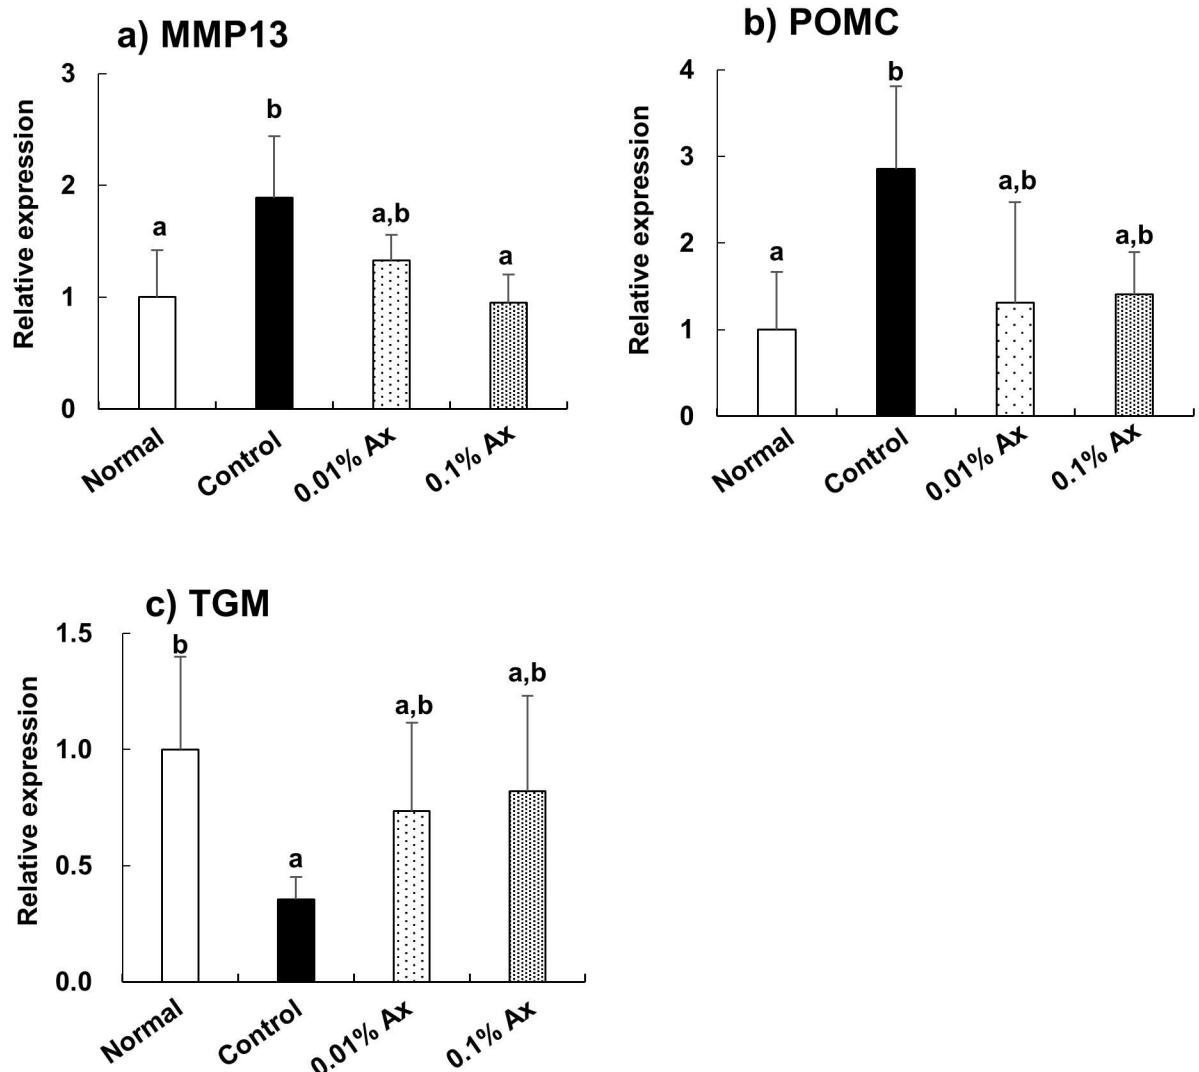 a) MMP13
Relative expression
3
2
1
0
a
b
a,b
a
Normal
Control
0.01% Ax
0.1% Ax
b) POMC
Relative expression
4
3
2
1
0
a
b
a,b
a,b
Normal
Control
0.01% Ax
0.1% Ax
c) TGM
Relative expression
1.5
1.0
0.5
0.0
b
a
a,b
a,b
Normal
Control
0.01% Ax
0.1% Ax